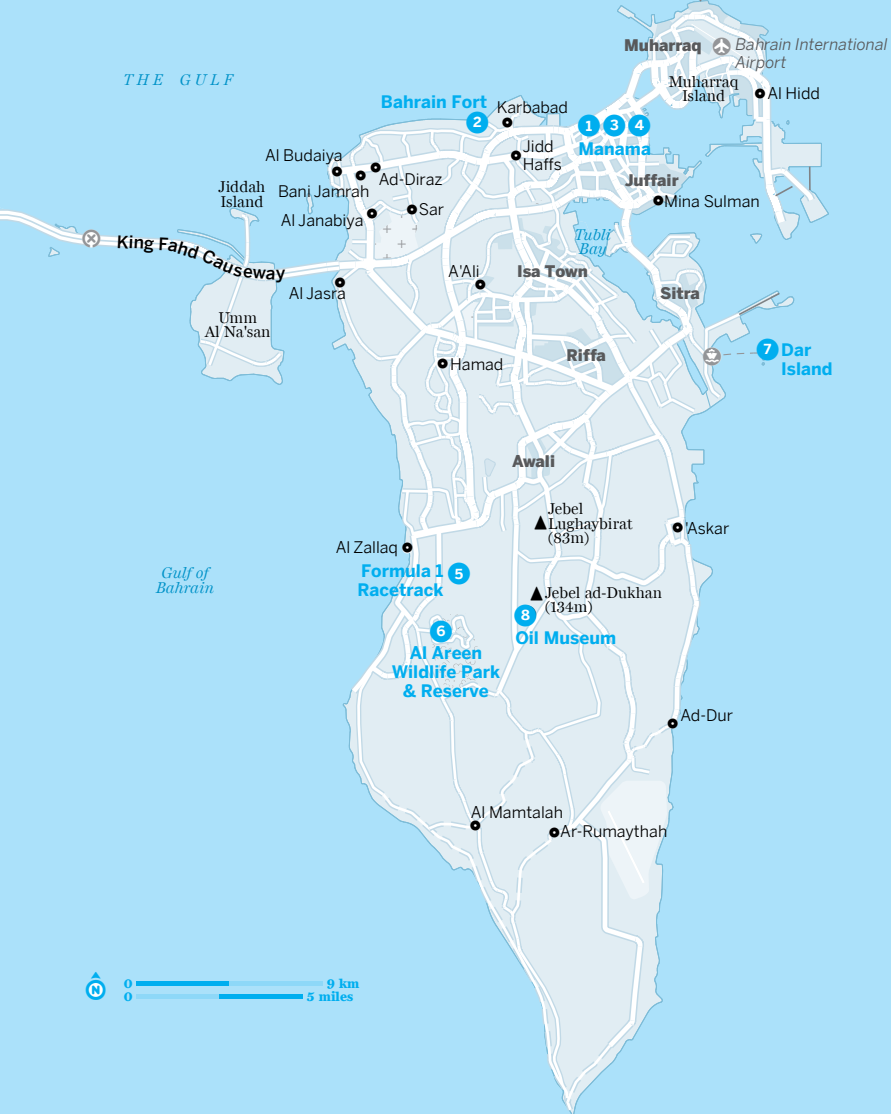 Muharraq
Bahrain International
Airport
THE GULF
Muharraq
Island
Al Hidd
Bahrain Fort
2
Karbabad
1 3 4
Manama
Jidd
Haffs
Al Budaiya
Ad-Diraz
Bani Jamrah
Jiddah
Island
Al Janabiya
Sar
Juffair
Mina Sulman
Tubli
Bay
King Fahd Causeway
A'Ali
Isa Town
Al Jasra
Sitra
Umm
Al Na'san
7 Dar
Island
Riffa
Hamad
Awali
Jebel
Lughaybirat
(83m)
'Askar
Al Zallaq
Gulf of
Bahrain
Formula 1
Racetrack
5
Jebel ad-Dukhan
(134m)
8
Oil Museum
6
Al Areen
Wildlife Park
& Reserve
Ad-Dur
Al Mamtalah
Ar-Rumaythah
N
0 9 km
0 5 miles